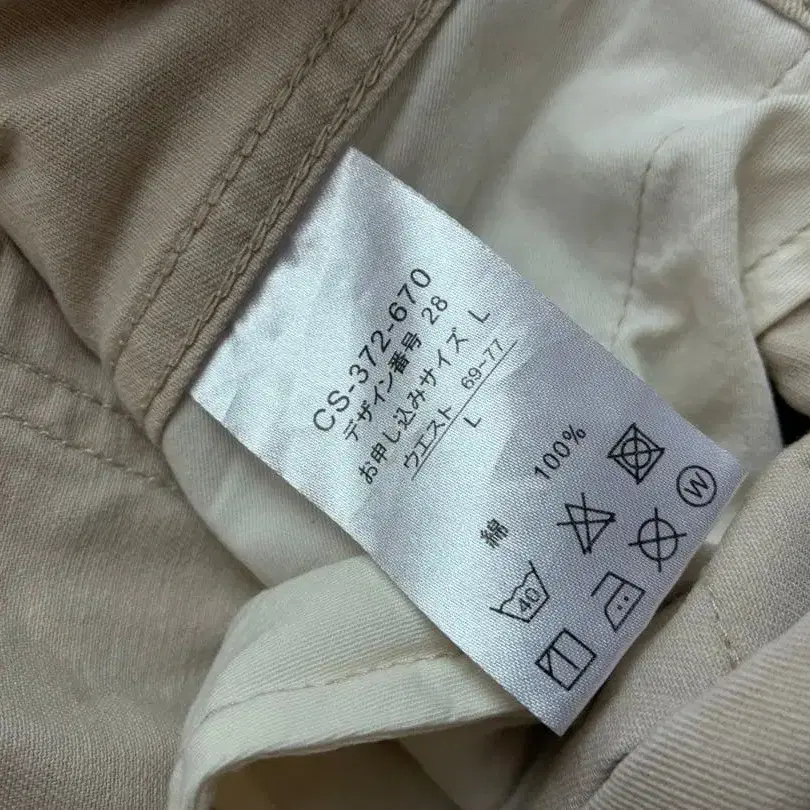 CS-372-670
デザイン番号 28
お申し込みサイズ L
ウエスト 69~77
L
綿 100%
40
W